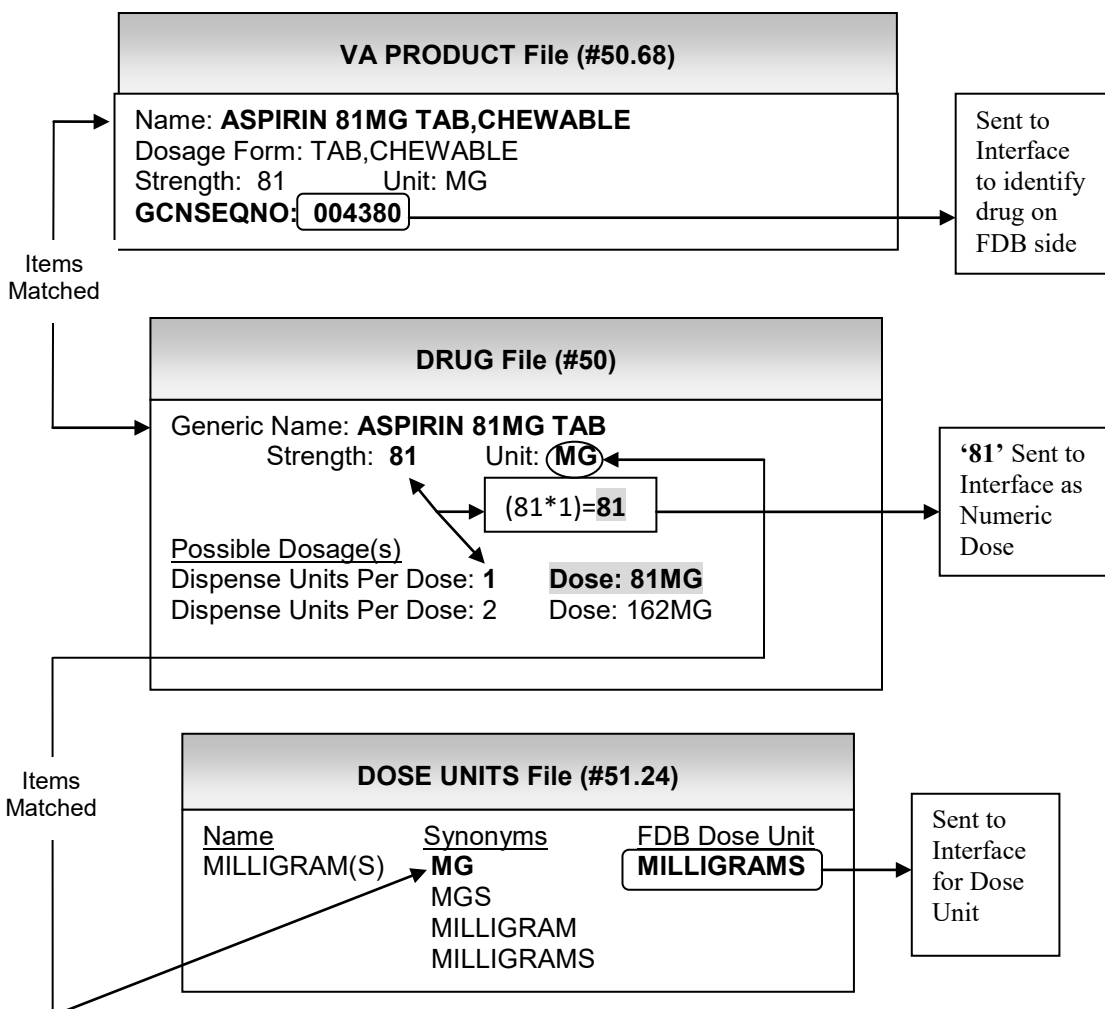 VA PRODUCT File (#50.68)
Name: ASPIRIN 81MG TAB,CHEWABLE
Dosage Form: TAB,CHEWABLE
Strength: 81 Unit: MG
GCNSEQNO: 004380
Sent to
Interface
to identify
drug on
FDB side
Items
Matched
DRUG File (#50)
Generic Name: ASPIRIN 81MG TAB
Strength: 81 Unit: MG
(81*1)=81
Possible Dosage(s)
Dispense Units Per Dose: 1 Dose: 81MG
Dispense Units Per Dose: 2 Dose: 162MG
‘81’ Sent to
Interface as
Numeric
Dose
Items
Matched
DOSE UNITS File (#51.24)
Name Synonyms FDB Dose Unit
MILLIGRAM(S) MG MILLIGRAMS
MGS
MILLIGRAM
MILLIGRAMS
Sent to
Interface
for Dose
Unit